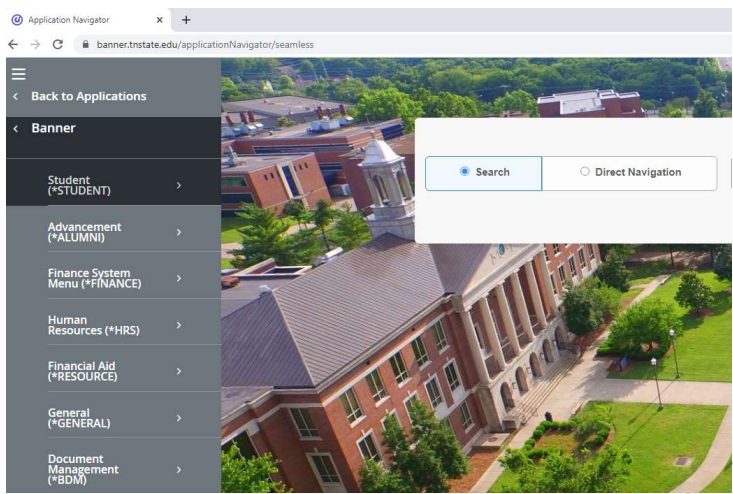 Application Navigator
banner.tnstate.edu/applicationNavigator/seamless
Back to Applications
Banner
Student
(*STUDENT)
Advancement
(*ALUMNI)
Finance System
Menu (*FINANCE)
Human
Resources (*HRS)
Financial Aid
(*RESOURCE)
General
(*GENERAL)
Document
Management
(*BDM)
Search
Direct Navigation